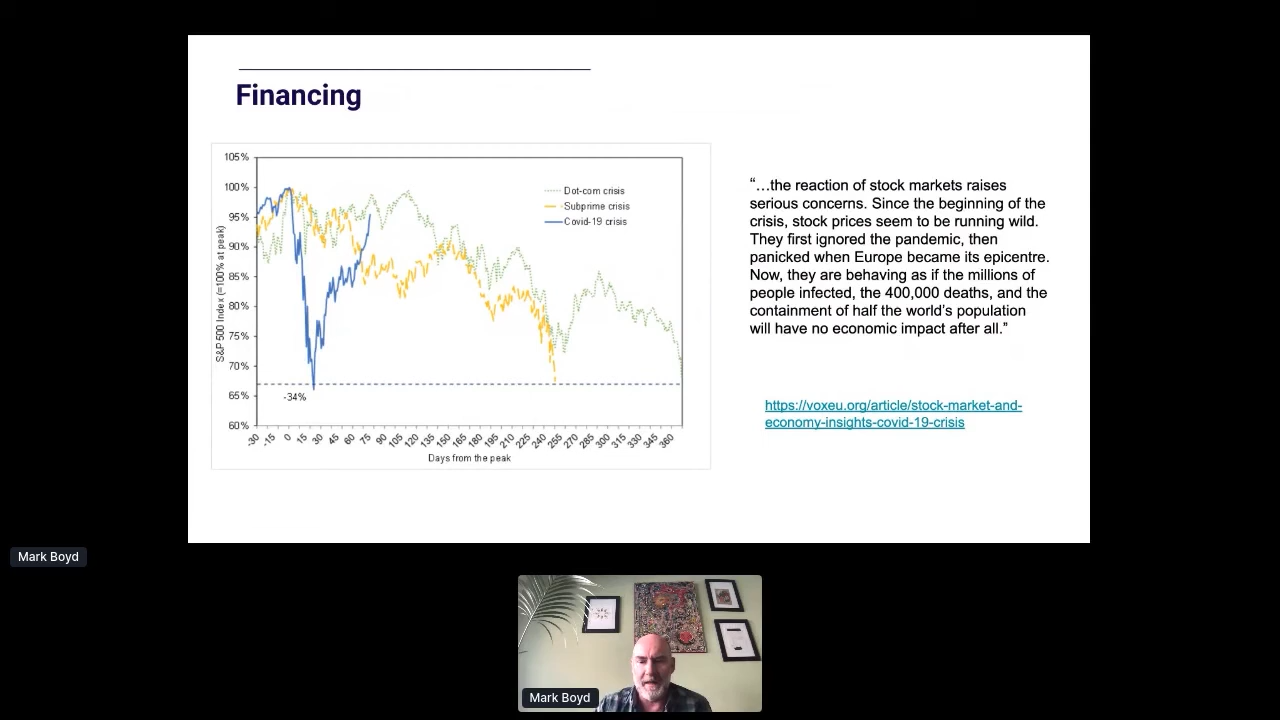 Financing
105%
100%
95%
90%
85%
80%
75%
70%
65%
60%
S&P 500 Index (=100% at peak)
Dot-com crisis
Subprime crisis
Covid-19 crisis
-34%
-30 -15 0 15 30 45 60 75 90 105 120 135 150 165 180 195 210 225 240 255 270 285 300 315 330 345 360
Days from the peak
“…the reaction of stock markets raises
serious concerns. Since the beginning of the
crisis, stock prices seem to be running wild.
They first ignored the pandemic, then
panicked when Europe became its epicentre.
Now, they are behaving as if the millions of
people infected, the 400,000 deaths, and the
containment of half the world’s population
will have no economic impact after all.”
https://voxeu.org/article/stock-market-and-
economy-insights-covid-19-crisis
Mark Boyd
Mark Boyd